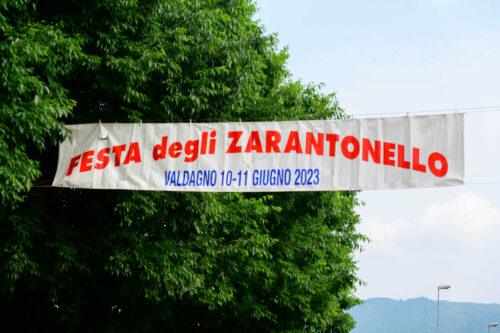 FESTA degli ZARANTONELLO
VALDAGNO 10-11 GIUGNO 2023